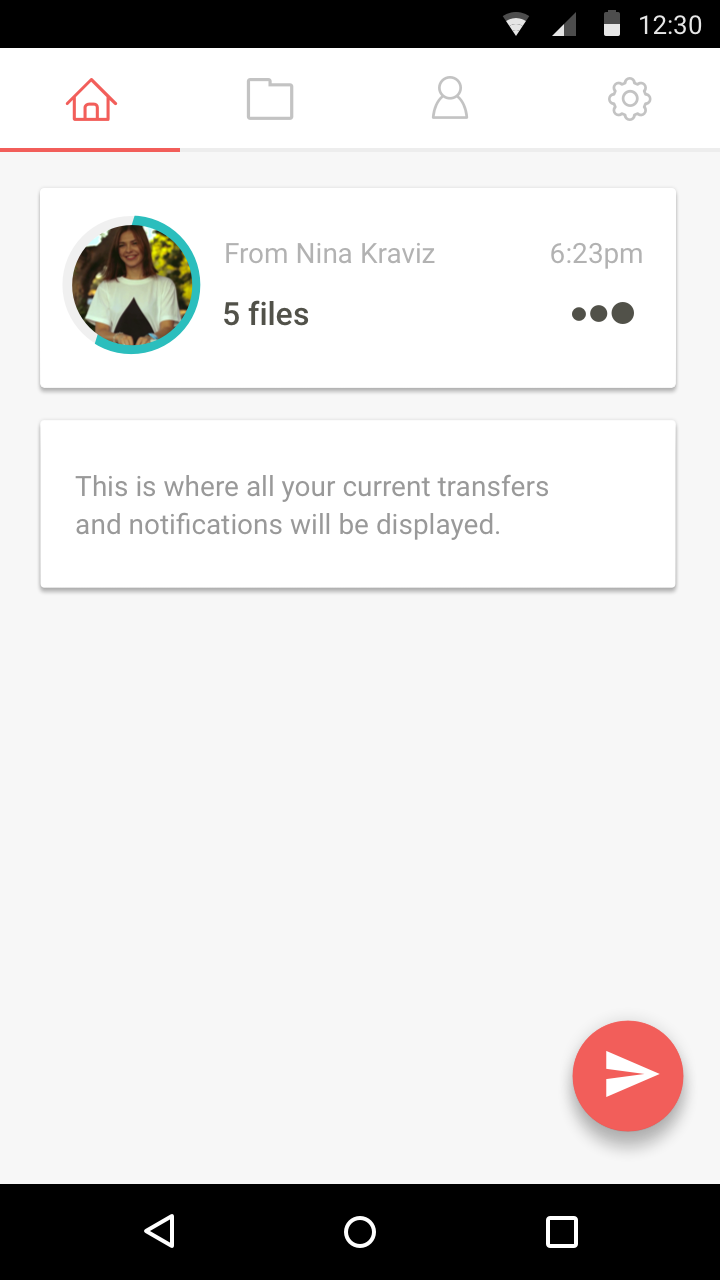 12:30
From Nina Kraviz 6:23pm
5 files
This is where all your current transfers
and notifications will be displayed.